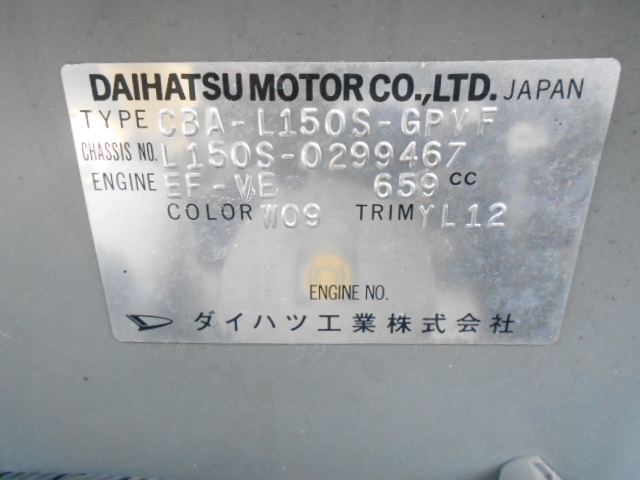 DAIHATSU MOTOR CO., LTD. JAPAN
TYPE CBA-L150S-GPVF
CHASSIS NO. L150S-0299467
ENGINE EF-VE 659 CC
COLOR W09 TRIM YL12
ENGINE NO.
ダイハツ工業株式会社